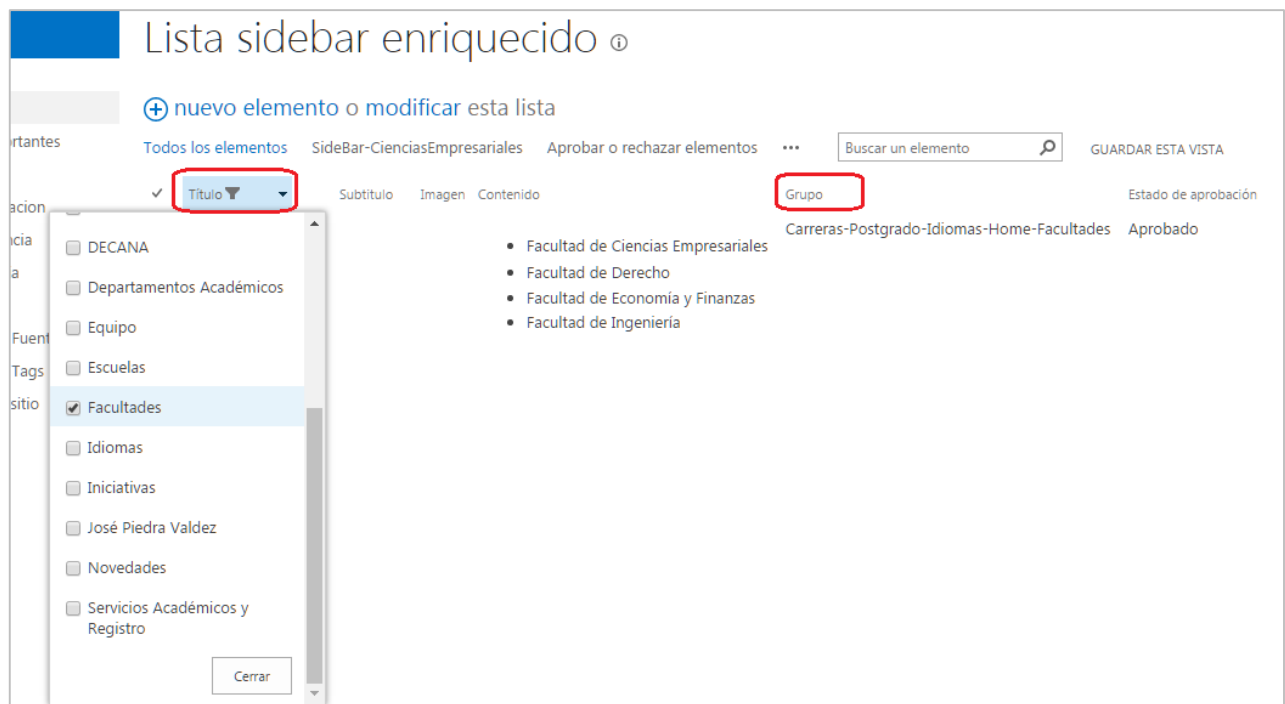 Lista sidebar enriquecido
nuevo elemento o modificar esta lista
rtantes
Todos los elementos SideBar-CienciasEmpresariales Aprobar o rechazar elementos ••• Buscar un elemento GUARDAR ESTA VISTA
Título Subtitulo Imagen Contenido Grupo Estado de aprobación
acion
ncia
a
Fuent
Tags
sitio
DECANA
Departamentos Académicos
Equipo
Escuelas
Facultades
Idiomas
Iniciativas
José Piedra Valdez
Novedades
Servicios Académicos y
Registro
Cerrar
• Facultad de Ciencias Empresariales
• Facultad de Derecho
• Facultad de Economía y Finanzas
• Facultad de Ingeniería
Carreras-Postgrado-Idiomas-Home-Facultades Aprobado